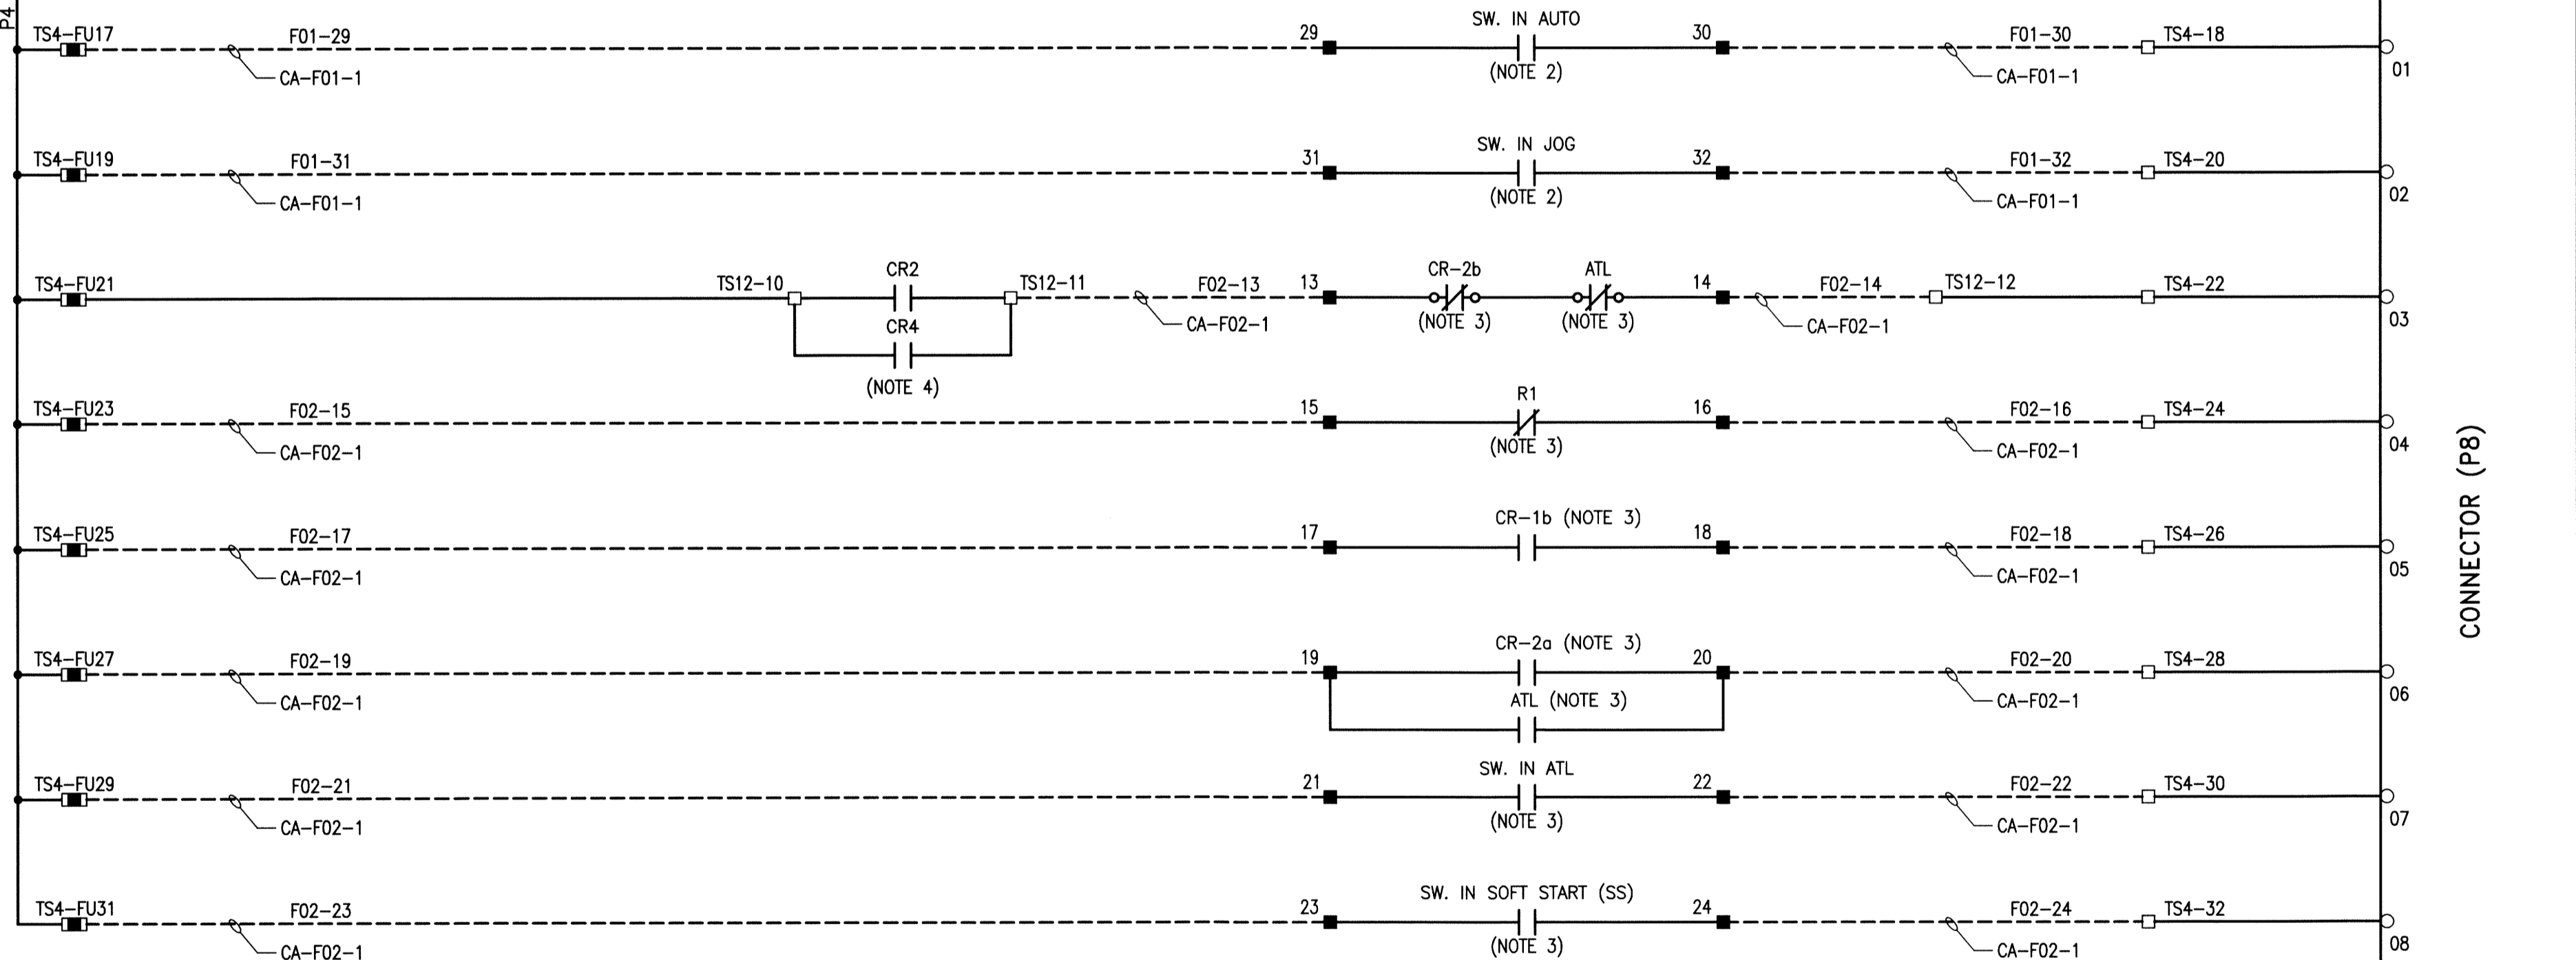 P4
SW. IN AUTO
TS4-FU17 F01-29 29 30 F01-30 TS4-18
(NOTE 2)
CA-F01-1 CA-F01-1 01
SW. IN JOG
TS4-FU19 F01-31 31 32 F01-32 TS4-20
(NOTE 2)
CA-F01-1 CA-F01-1 02
CR2 CR-2b ATL
TS4-FU21 TS12-10 TS12-11 F02-13 13 14 F02-14 TS12-12 TS4-22
CR4 CA-F02-1 (NOTE 3) (NOTE 3) CA-F02-1 03
(NOTE 4)
R1
TS4-FU23 F02-15 15 16 F02-16 TS4-24
(NOTE 3)
CA-F02-1 CA-F02-1 04
CR-1b (NOTE 3)
TS4-FU25 F02-17 17 18 F02-18 TS4-26
CA-F02-1 CA-F02-1 05
CONNECTOR (P8)
CR-2a (NOTE 3)
TS4-FU27 F02-19 19 20 F02-20 TS4-28
ATL (NOTE 3)
CA-F02-1 CA-F02-1 06
SW. IN ATL
TS4-FU29 F02-21 21 22 F02-22 TS4-30
(NOTE 3)
CA-F02-1 CA-F02-1 07
SW. IN SOFT START (SS)
TS4-FU31 F02-23 23 24 F02-24 TS4-32
(NOTE 3)
CA-F02-1 CA-F02-1 08